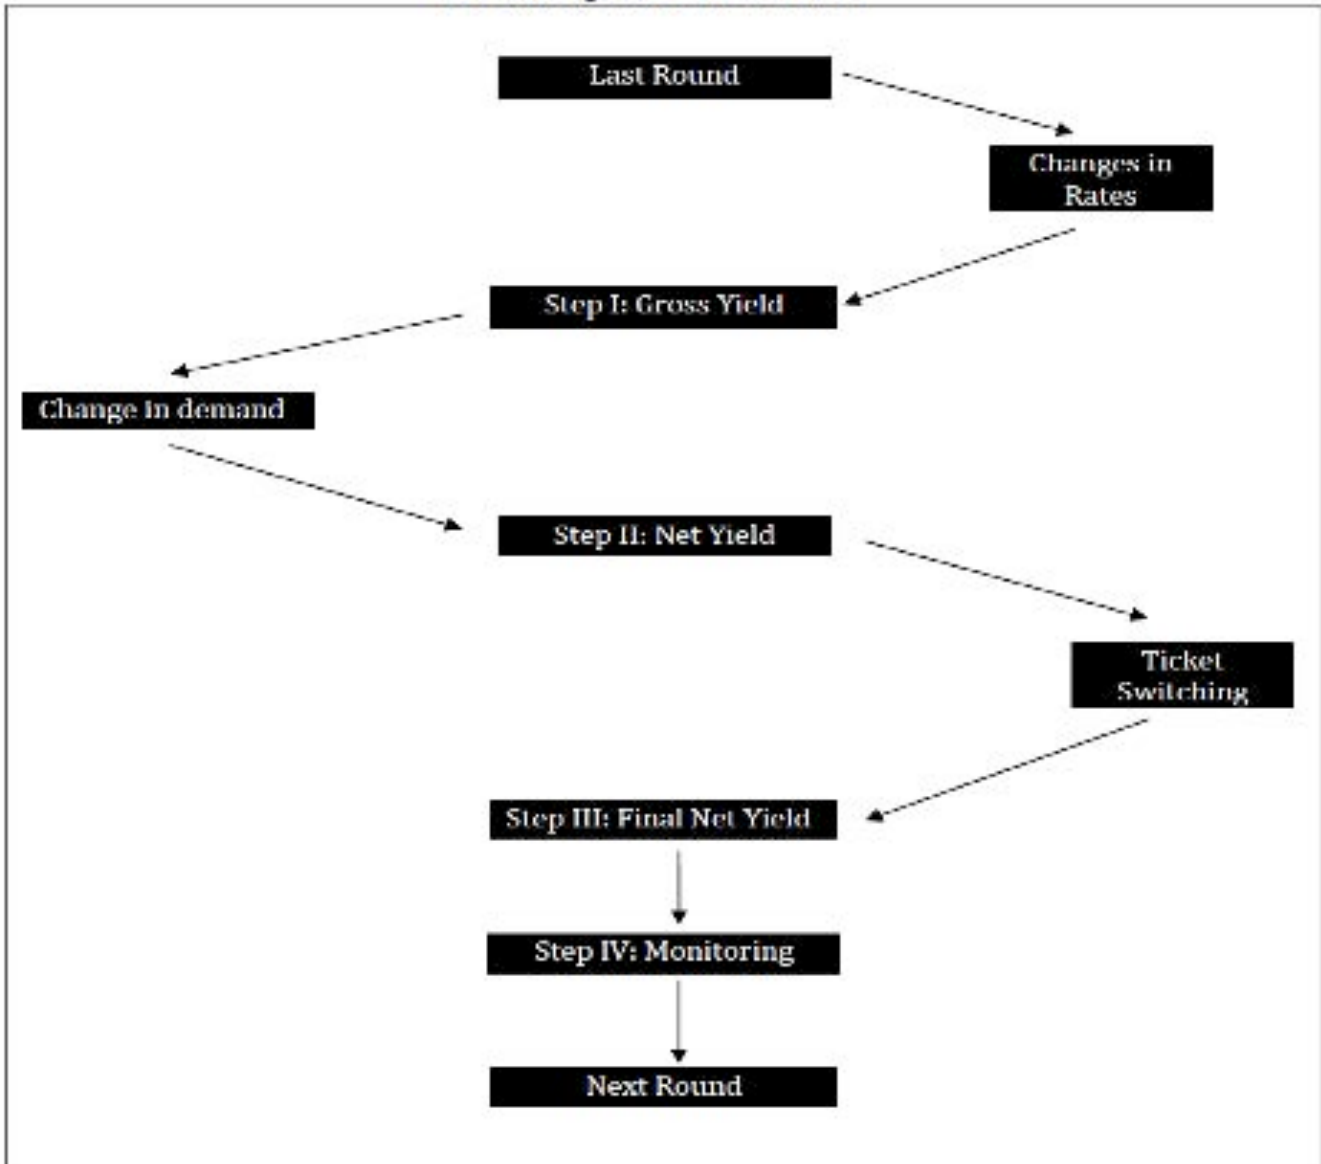 Last Round
Changes in
Rates
Step I: Gross Yield
Change in demand
Step II: Net Yield
Ticket
Switching
Step III: Final Net Yield
Step IV: Monitoring
Next Round